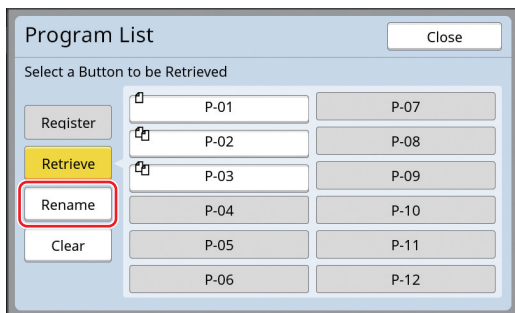 Program List
Close
Select a Button to be Retrieved
Register
Retrieve
Rename
Clear
P-01
P-02
P-03
P-04
P-05
P-06
P-07
P-08
P-09
P-10
P-11
P-12